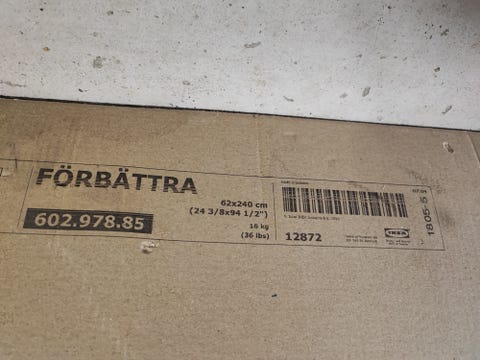 FÖRBÄTTRA
62x240 cm
(24 3/8x94 1/2")
602.978.85
16 kg
(36 lbs)
12872
IKEA
1805-5